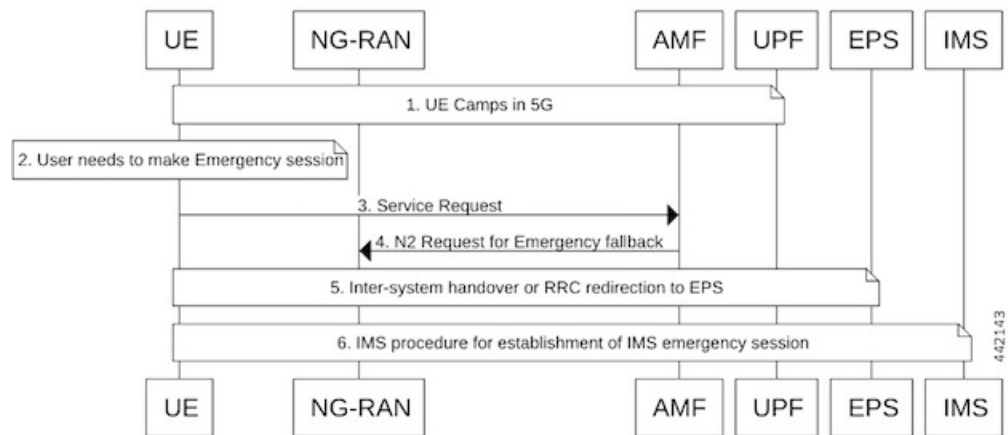 UE NG-RAN AMF UPF EPS IMS
1. UE Camps in 5G
2. User needs to make Emergency session
3. Service Request
4. N2 Request for Emergency fallback
5. Inter-system handover or RRC redirection to EPS
6. IMS procedure for establishment of IMS emergency session
442143
UE NG-RAN AMF UPF EPS IMS